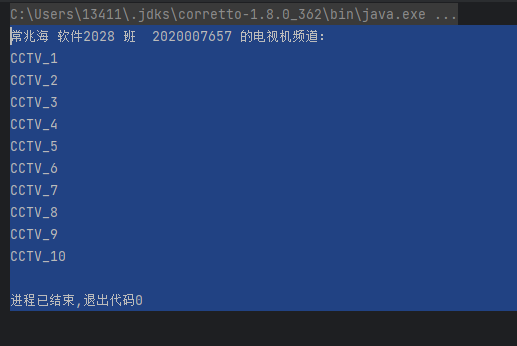 C:\Users\13411\.jdks\corretto-1.8.0_362\bin\java.exe ...
常兆海 软件2028 班  2020007657 的电视机频道:
CCTV_1
CCTV_2
CCTV_3
CCTV_4
CCTV_5
CCTV_6
CCTV_7
CCTV_8
CCTV_9
CCTV_10
进程已结束,退出代码0